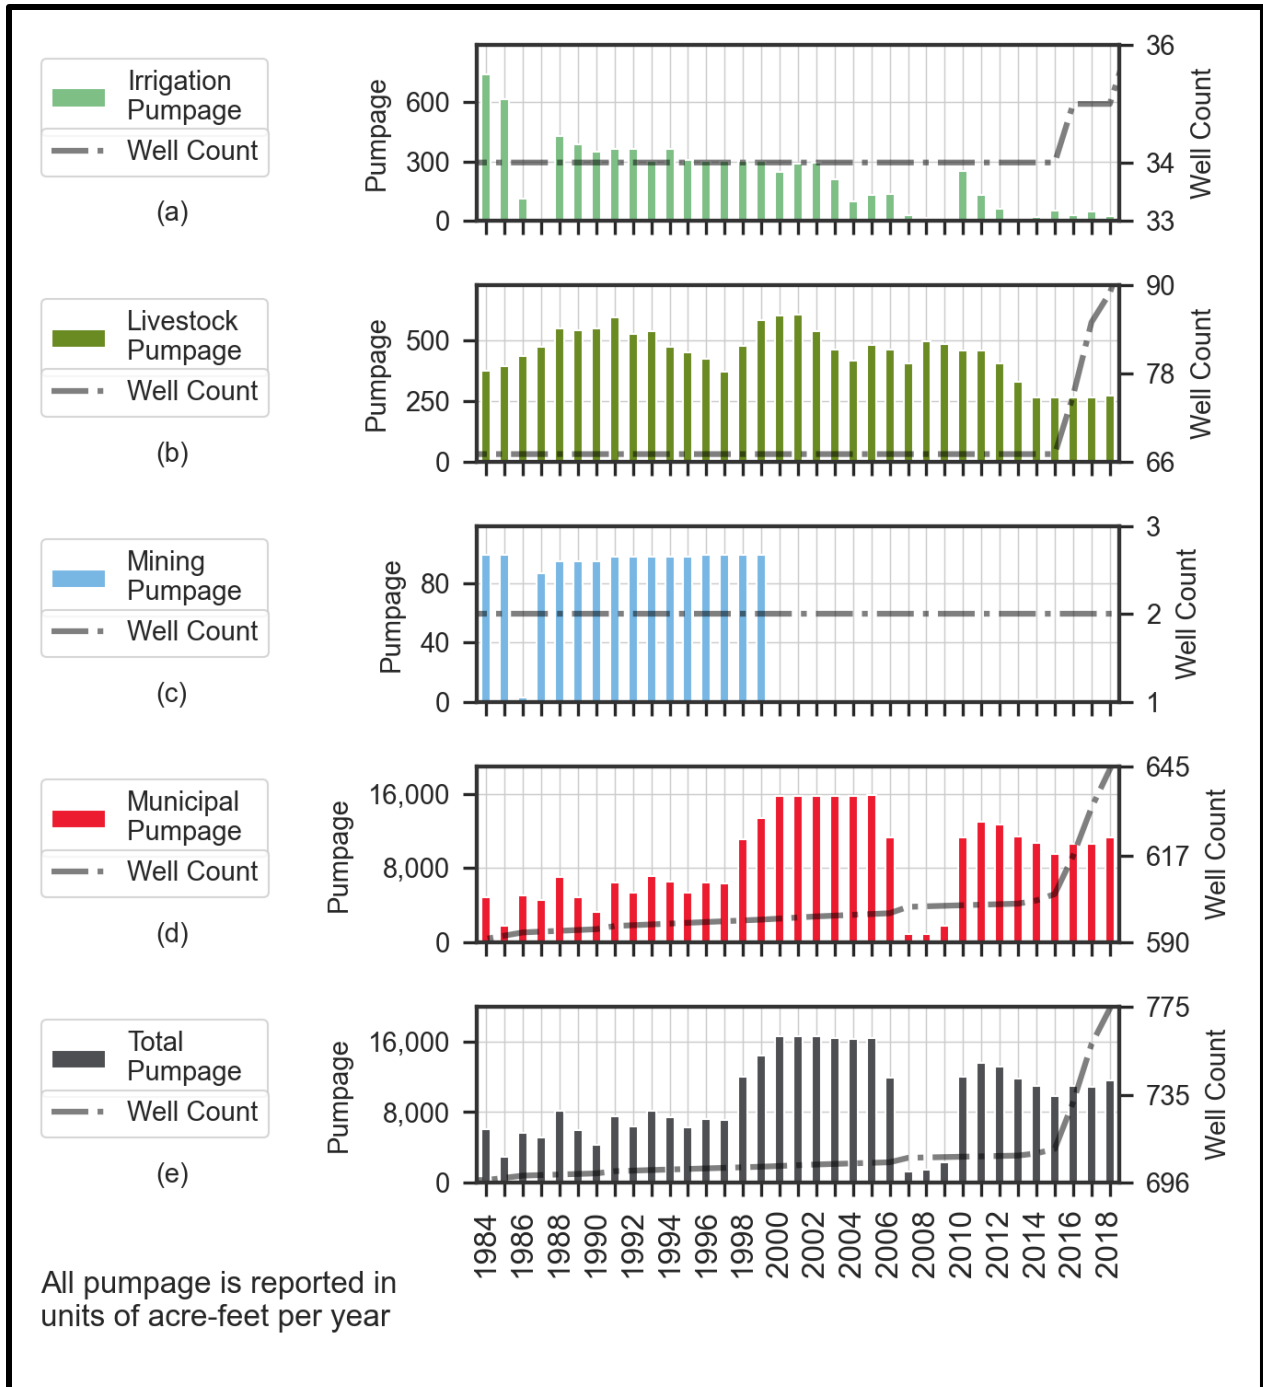 Irrigation
Pumpage
Well Count
(a)
Pumpage
600
300
0
36
34
33
Well Count
Livestock
Pumpage
Well Count
(b)
Pumpage
500
250
0
90
78
66
Well Count
Mining
Pumpage
Well Count
(c)
Pumpage
80
40
0
3
2
1
Well Count
Municipal
Pumpage
Well Count
(d)
Pumpage
16,000
8,000
0
645
617
590
Well Count
Total
Pumpage
Well Count
(e)
Pumpage
16,000
8,000
0
775
735
696
Well Count
1984
1986
1988
1990
1992
1994
1996
1998
2000
2002
2004
2006
2008
2010
2012
2014
2016
2018
All pumpage is reported in
units of acre-feet per year